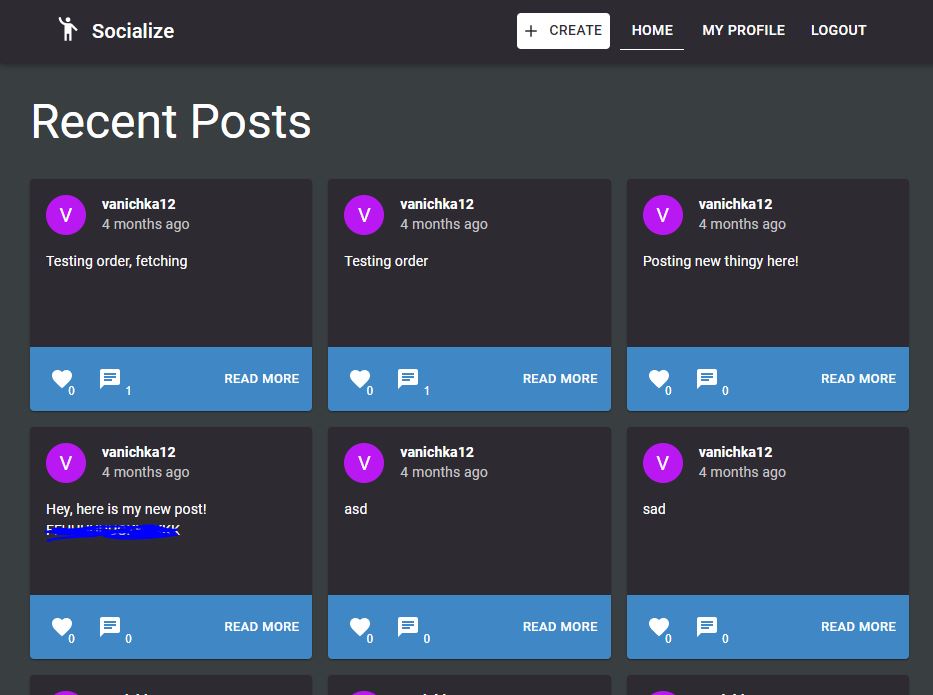 Socialize
+ CREATE
HOME
MY PROFILE
LOGOUT
Recent Posts
V
vanichka12
4 months ago
Testing order, fetching
0
1
READ MORE
V
vanichka12
4 months ago
Testing order
0
1
READ MORE
V
vanichka12
4 months ago
Posting new thingy here!
0
0
READ MORE
V
vanichka12
4 months ago
Hey, here is my new post!
0
0
READ MORE
V
vanichka12
4 months ago
asd
0
0
READ MORE
V
vanichka12
4 months ago
sad
0
0
READ MORE